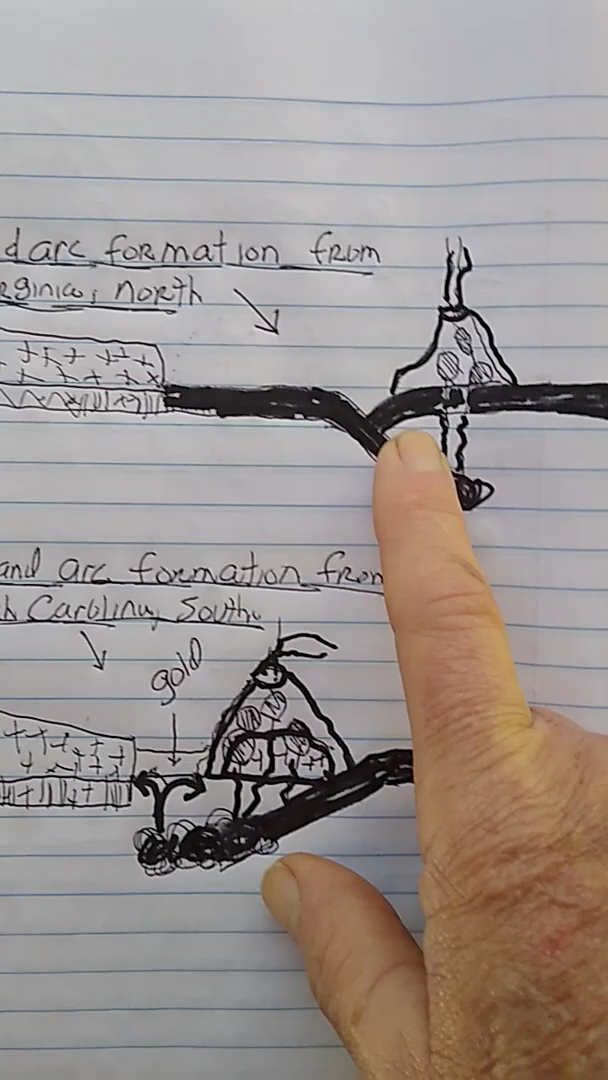 d arc formation from
rginia, north
and arc formation from
h Carolina, South
gold